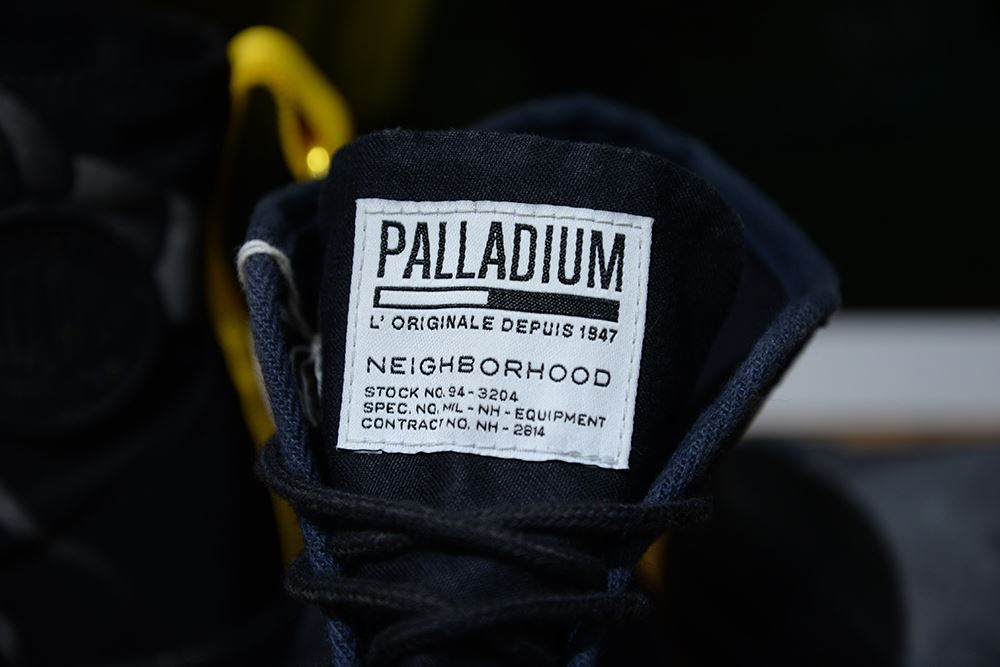 PALLADIUM
L' ORIGINALE DEPUIS 1947
NEIGHBORHOOD
STOCK NO. 94-3204
SPEC. NO. MIL - NH - EQUIPMENT
CONTRACT NO. NH - 2814